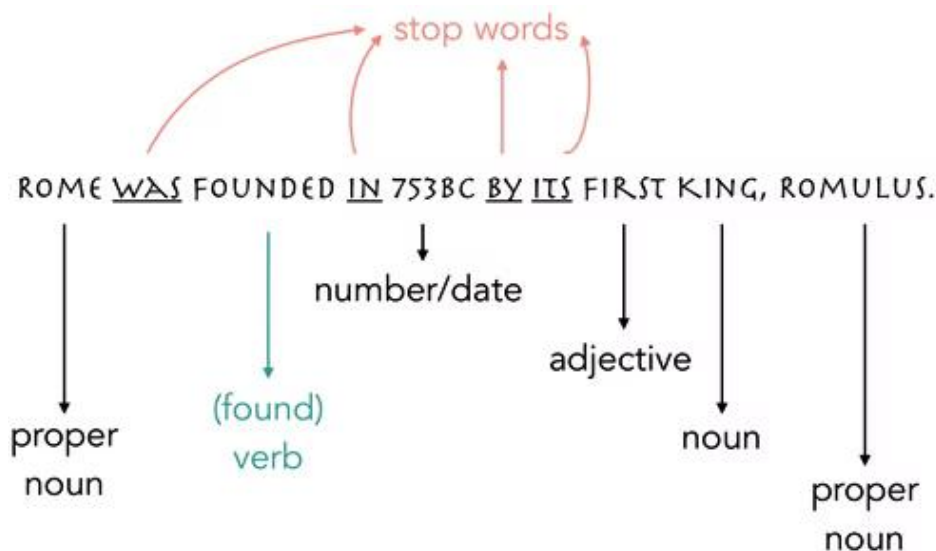 stop words
ROME WAS FOUNDED IN 753BC BY ITS FIRST KING, ROMULUS.
number/date
adjective
(found)
verb
proper
noun
noun
proper
noun